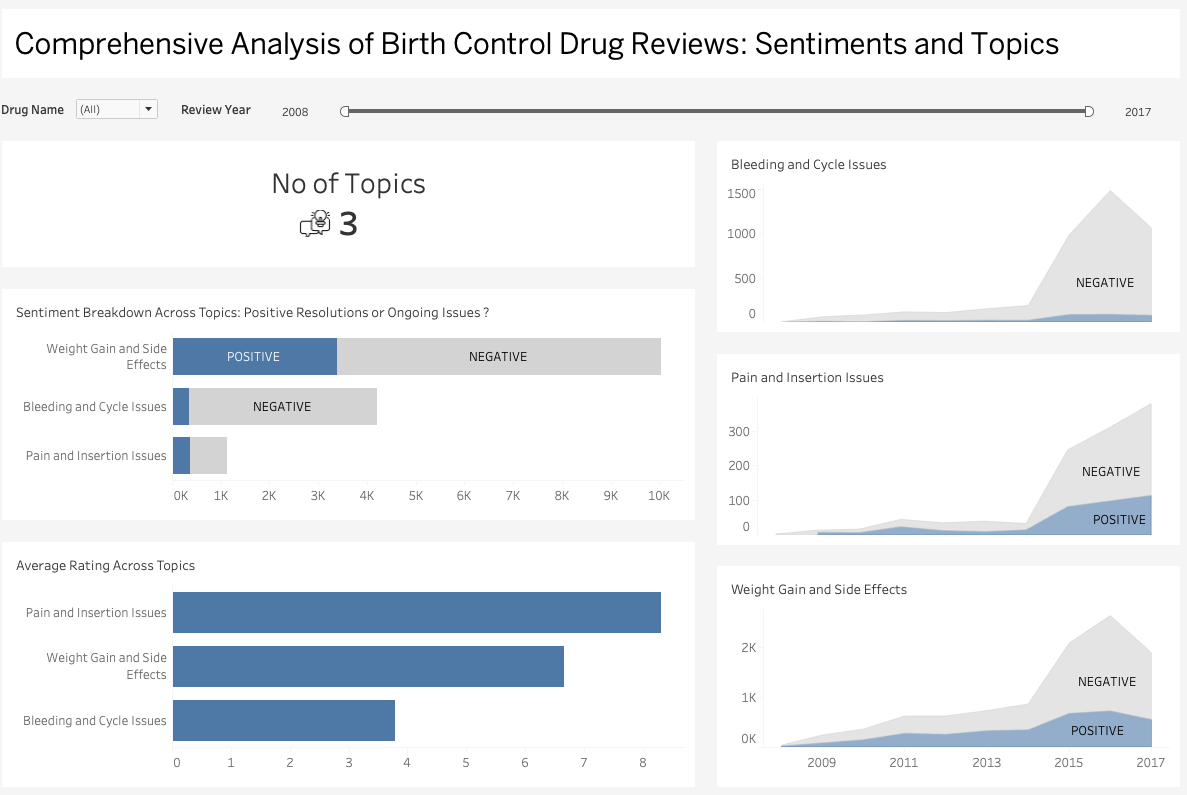 Comprehensive Analysis of Birth Control Drug Reviews: Sentiments and Topics
Drug Name (All) Review Year 2008 2017
No of Topics
3
Sentiment Breakdown Across Topics: Positive Resolutions or Ongoing Issues ?
Weight Gain and Side
Effects
POSITIVE NEGATIVE
Bleeding and Cycle Issues NEGATIVE
Pain and Insertion Issues
0K 1K 2K 3K 4K 5K 6K 7K 8K 9K 10K
Average Rating Across Topics
Pain and Insertion Issues
Weight Gain and Side
Effects
Bleeding and Cycle Issues
0 1 2 3 4 5 6 7 8
Bleeding and Cycle Issues
1500
1000
500
NEGATIVE
0
Pain and Insertion Issues
300
200
NEGATIVE
100
POSITIVE
0
Weight Gain and Side Effects
2K
NEGATIVE
1K
POSITIVE
0K
2009 2011 2013 2015 2017